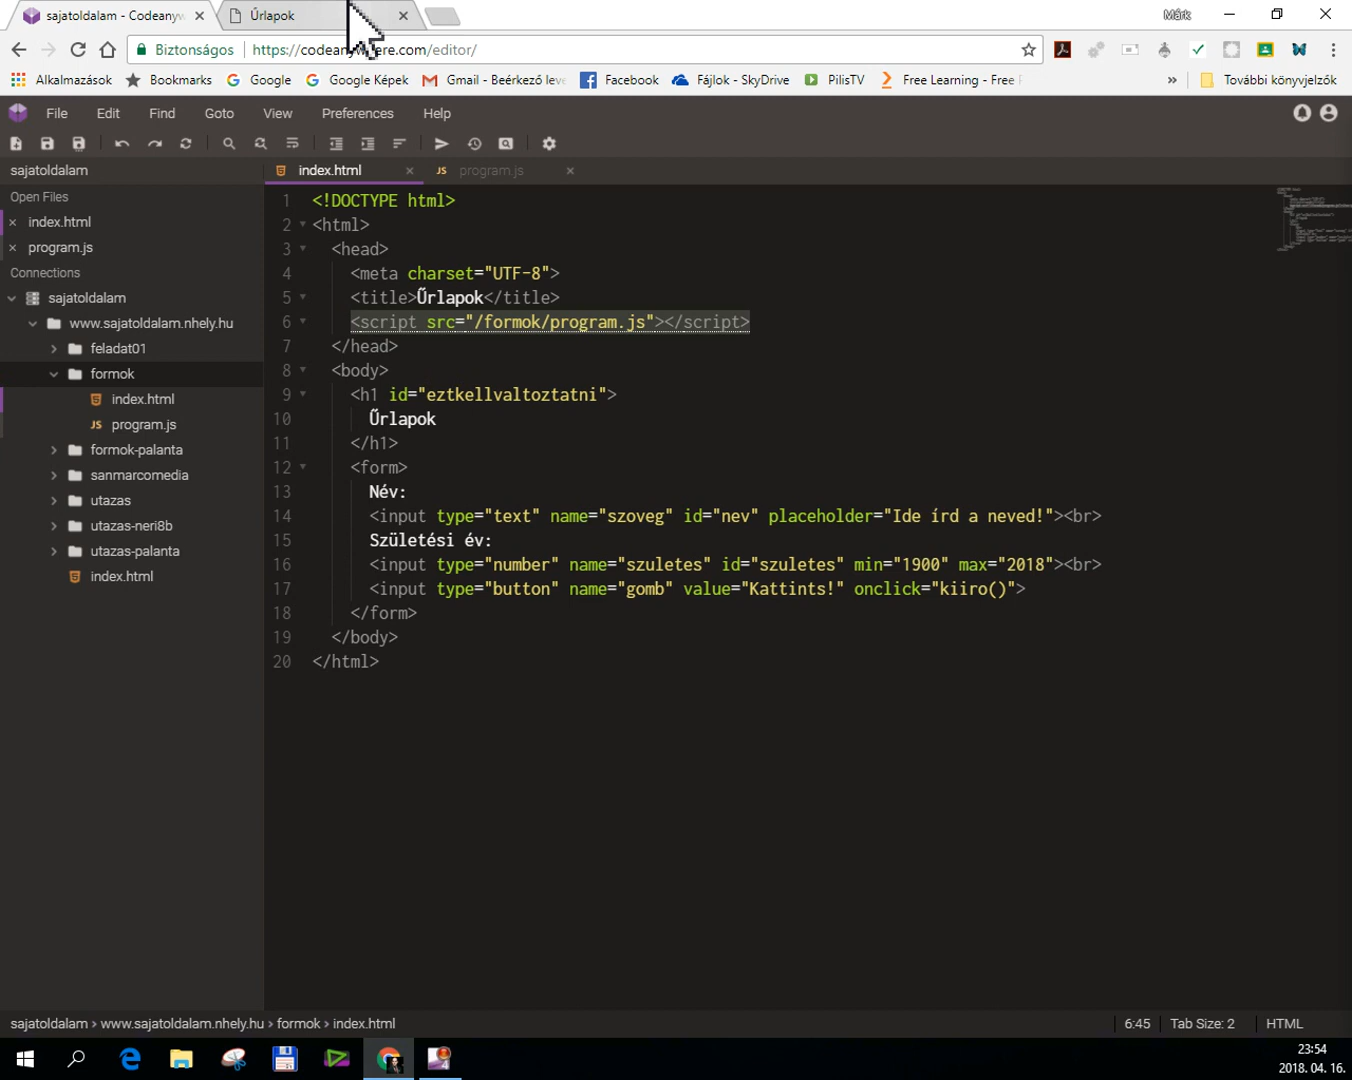 sajatoldalam - Codeanyw
Űrlapok
Márk
Biztonságos
https://codeanywhere.com/editor/
Alkalmazások
Bookmarks
Google
Google Képek
Gmail - Beérkező leve
Facebook
Fájlok - SkyDrive
PilisTV
Free Learning - Free
»
További könyvjelzők
File Edit Find Goto View Preferences Help
sajatoldalam
index.html
JS program.js
Open Files
index.html
program.js
Connections
sajatoldalam
www.sajatoldalam.nhely.hu
feladat01
formok
index.html
JS program.js
formok-palanta
sanmarcomedia
utazas
utazas-neri8b
utazas-palanta
index.html
1 <!DOCTYPE html>
2 <html>
3 <head>
4 <meta charset="UTF-8">
5 <title>Űrlapok</title>
6 <script src="/formok/program.js"></script>
7 </head>
8 <body>
9 <h1 id="eztkellvaltoztatni">
10 Űrlapok
11 </h1>
12 <form>
13 Név:
14 <input type="text" name="szoveg" id="nev" placeholder="Ide írd a neved!"><br>
15 Születési év:
16 <input type="number" name="szuletes" id="szuletes" min="1900" max="2018"><br>
17 <input type="button" name="gomb" value="Kattints!" onclick="kiiro()">
18 </form>
19 </body>
20 </html>
sajatoldalam > www.sajatoldalam.nhely.hu > formok > index.html
6:45
Tab Size: 2
HTML
23:54
2018. 04. 16.